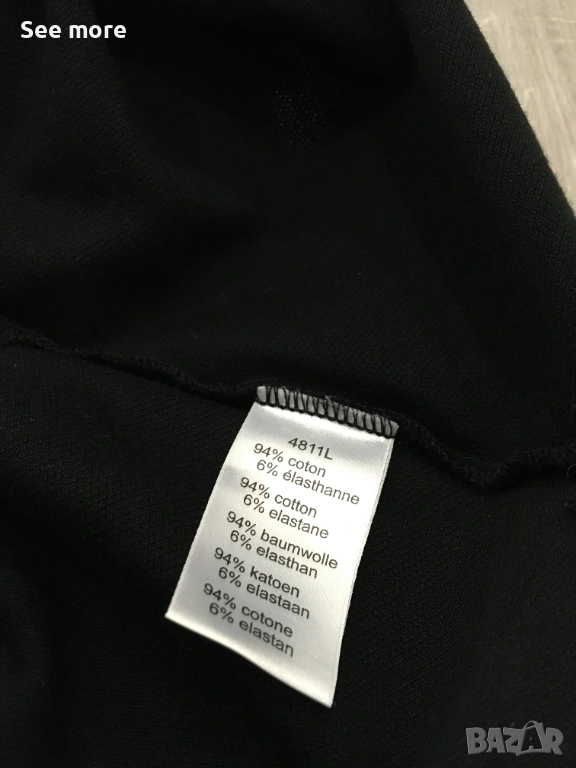 See more
4811L
94% coton
6% élasthanne
94% cotton
6% elastane
94% baumwolle
6% elasthan
94% katoen
6% elastaan
94% cotone
6% elastan
BAZAR